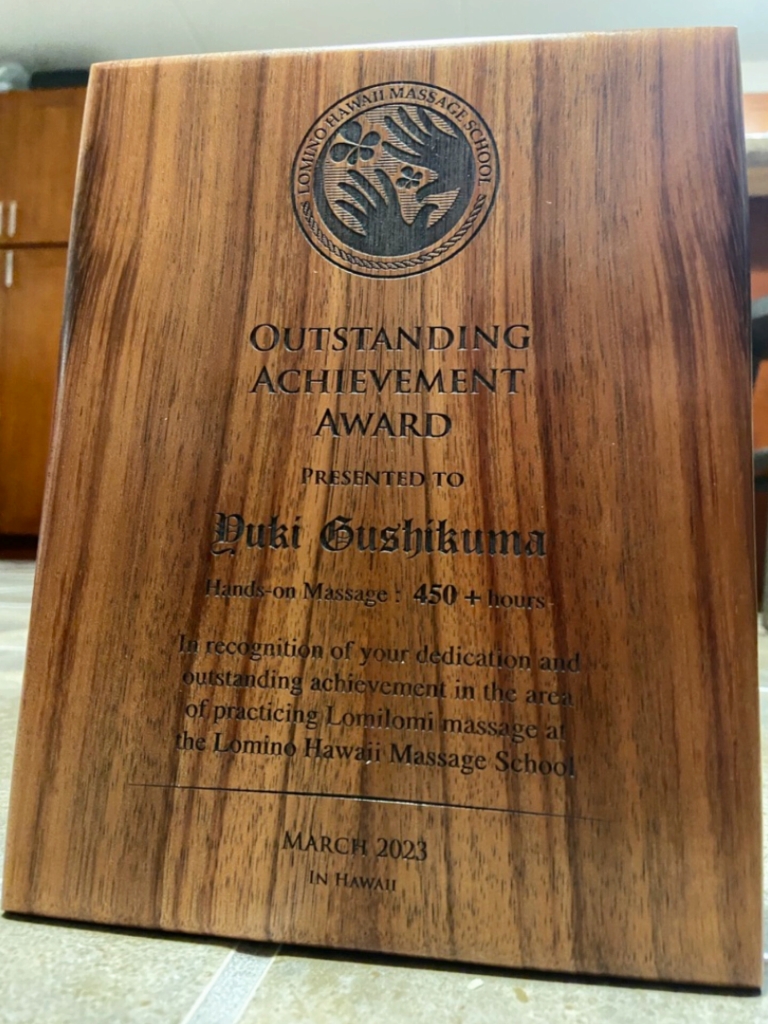 LOMINO HAWAII MASSAGE SCHOOL
OUTSTANDING
ACHIEVEMENT
AWARD
PRESENTED TO
Yuki Gushikuma
Hands-on Massage : 450 + hours
In recognition of your dedication and
outstanding achievement in the area
of practicing Lomilomi massage at
the Lomino Hawaii Massage School
MARCH 2023
IN HAWAII